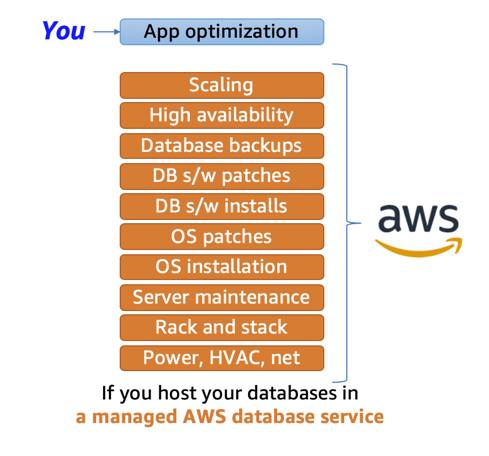 You
App optimization
Scaling
High availability
Database backups
DB s/w patches
DB s/w installs
OS patches
OS installation
Server maintenance
Rack and stack
Power, HVAC, net
aws
If you host your databases in
a managed AWS database service